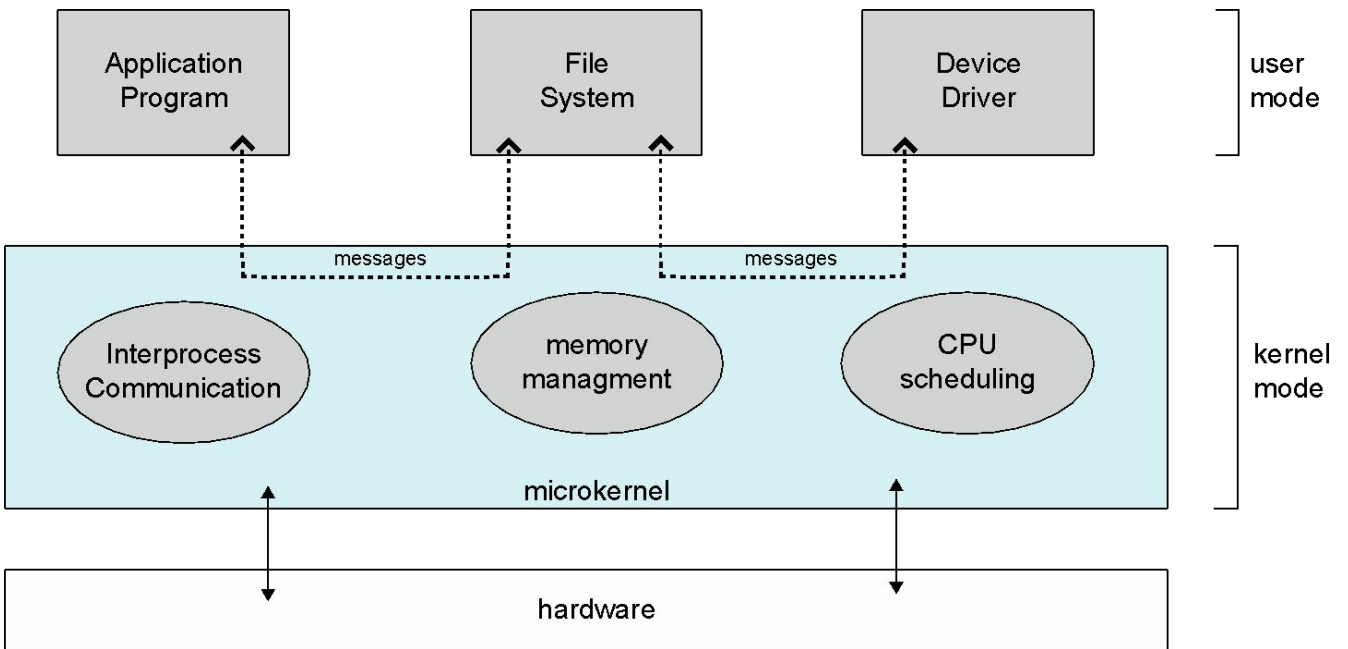 Application
Program
File
System
Device
Driver
user
mode
messages
messages
Interprocess
Communication
memory
managment
CPU
scheduling
kernel
mode
microkernel
hardware